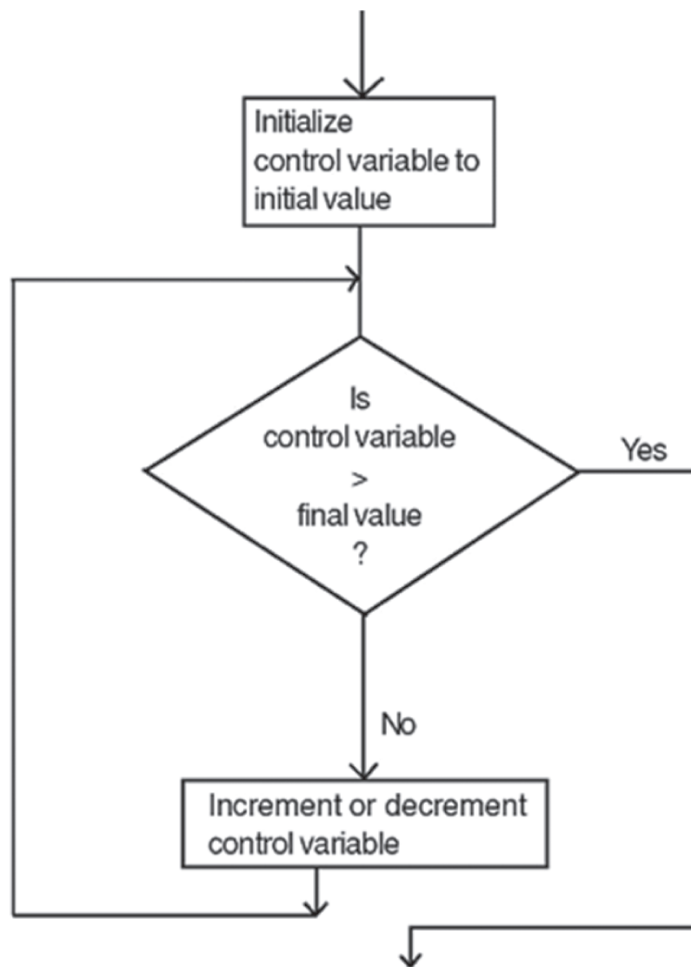 Initialize
control variable to
initial value
Is
control variable
>
final value
?
Yes
No
Increment or decrement
control variable